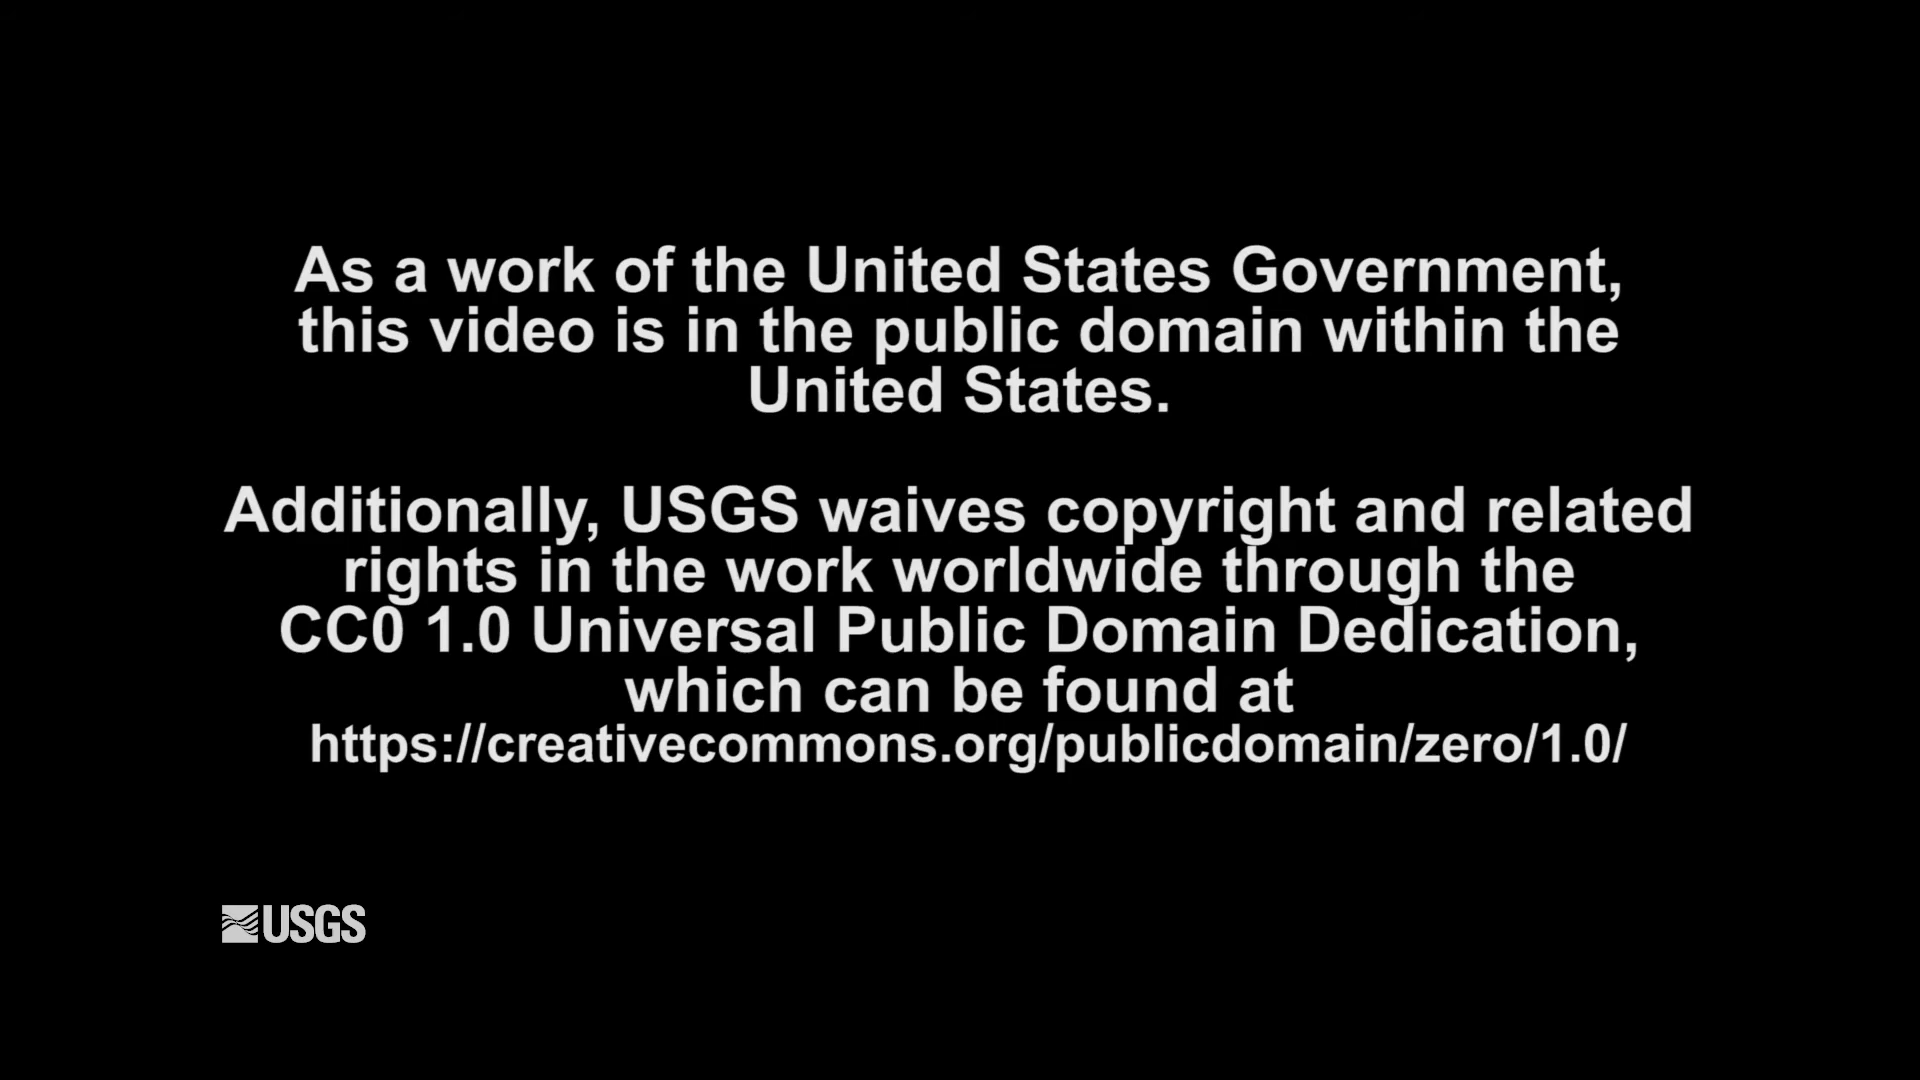 As a work of the United States Government,
this video is in the public domain within the
United States.
Additionally, USGS waives copyright and related
rights in the work worldwide through the
CC0 1.0 Universal Public Domain Dedication,
which can be found at
https://creativecommons.org/publicdomain/zero/1.0/
USGS